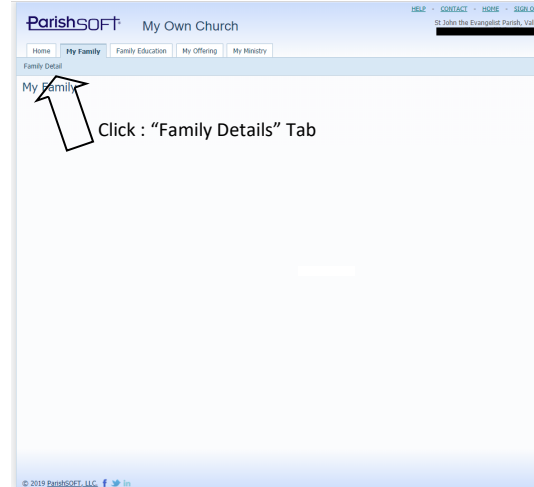 HELP - CONTACT - HOME - SIGN O
ParishSOFT My Own Church
St John the Evangelist Parish, Val
Home My Family Family Education My Offering My Ministry
Family Detail
My Family
Click : “Family Details” Tab
© 2019 ParishSOFT, LLC.